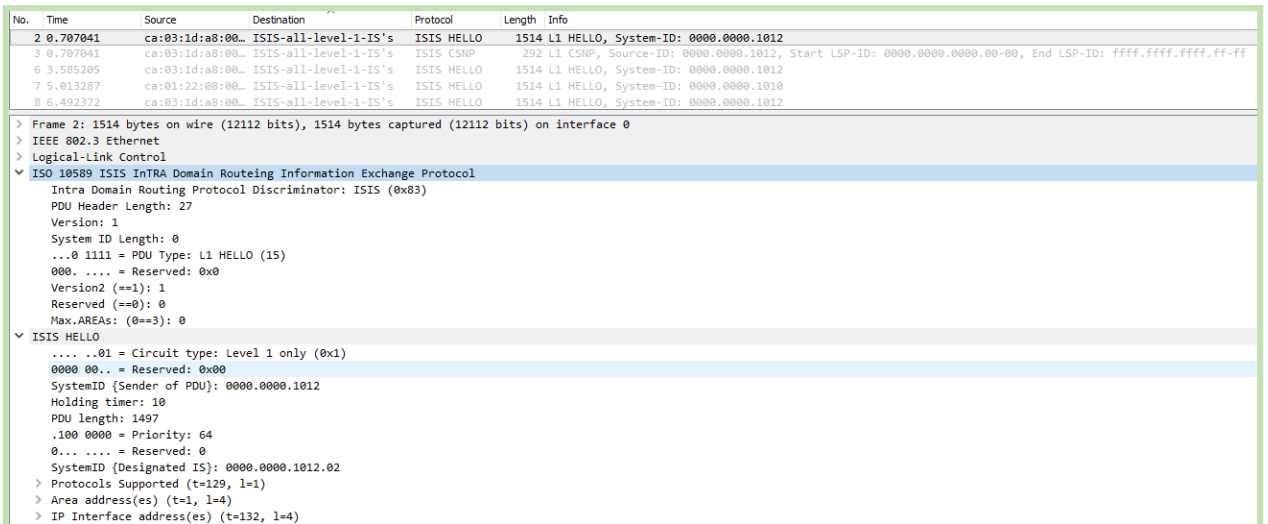 No. Time Source Destination Protocol Length Info
2 0.707041 ca:03:1d:a8:00… ISIS-all-level-1-IS's ISIS HELLO 1514 L1 HELLO, System-ID: 0000.0000.1012
3 0.707041 ca:03:1d:a8:00… ISIS-all-level-1-IS's ISIS CSNP 292 L1 CSNP, Source-ID: 0000.0000.1012, Start LSP-ID: 0000.0000.0000.00-00, End LSP-ID: ffff.ffff.ffff.ff-ff
6 3.585205 ca:03:1d:a8:00… ISIS-all-level-1-IS's ISIS HELLO 1514 L1 HELLO, System-ID: 0000.0000.1012
7 5.013287 ca:01:22:08:00… ISIS-all-level-1-IS's ISIS HELLO 1514 L1 HELLO, System-ID: 0000.0000.1010
8 6.492372 ca:03:1d:a8:00… ISIS-all-level-1-IS's ISIS HELLO 1514 L1 HELLO, System-ID: 0000.0000.1012
> Frame 2: 1514 bytes on wire (12112 bits), 1514 bytes captured (12112 bits) on interface 0
> IEEE 802.3 Ethernet
> Logical-Link Control
ISO 10589 ISIS InTRA Domain Routeing Information Exchange Protocol
Intra Domain Routing Protocol Discriminator: ISIS (0x83)
PDU Header Length: 27
Version: 1
System ID Length: 0
...0 1111 = PDU Type: L1 HELLO (15)
000. .... = Reserved: 0x0
Version2 (==1): 1
Reserved (==0): 0
Max.AREAs: (0==3): 0
ISIS HELLO
.... ..01 = Circuit type: Level 1 only (0x1)
0000 00.. = Reserved: 0x00
SystemID {Sender of PDU}: 0000.0000.1012
Holding timer: 10
PDU length: 1497
.100 0000 = Priority: 64
0... .... = Reserved: 0
SystemID {Designated IS}: 0000.0000.1012.02
> Protocols Supported (t=129, l=1)
> Area address(es) (t=1, l=4)
> IP Interface address(es) (t=132, l=4)